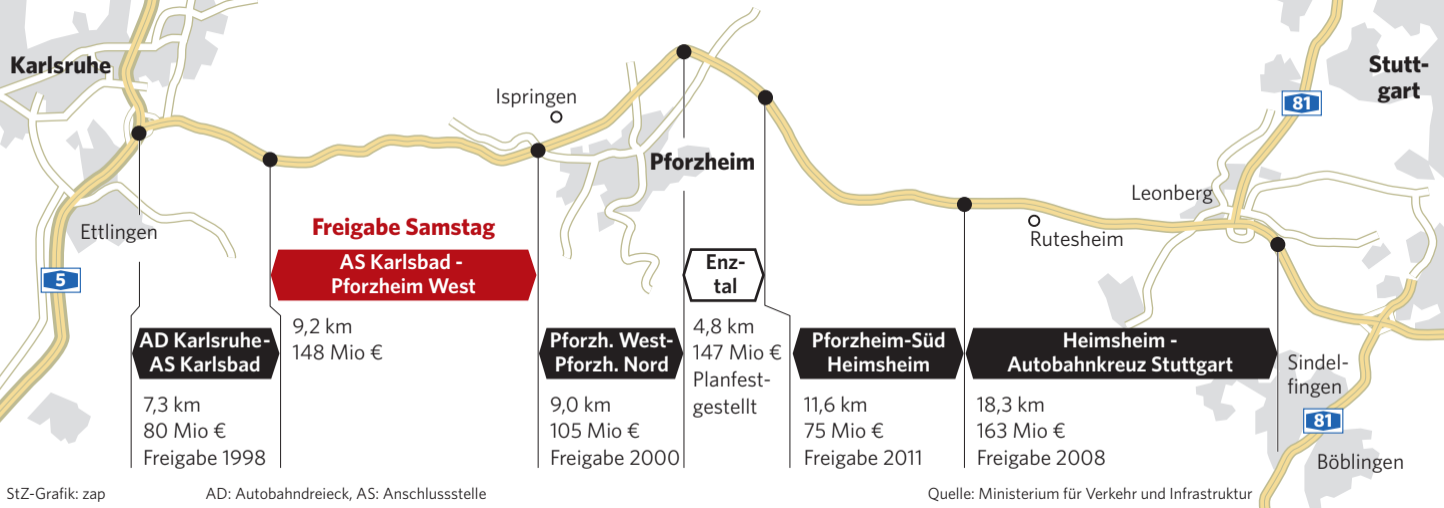 Karlsruhe
Ispringen
Pforzheim
81
Stutt-
gart
Leonberg
Rutesheim
Ettlingen
5
Freigabe Samstag
AS Karlsbad -
Pforzheim West
9,2 km
148 Mio €
AD Karlsruhe-
AS Karlsbad
7,3 km
80 Mio €
Freigabe 1998
Pforzh. West-
Pforzh. Nord
9,0 km
105 Mio €
Freigabe 2000
Enz-
tal
4,8 km
147 Mio €
Planfest-
gestellt
Pforzheim-Süd
Heimsheim
11,6 km
75 Mio €
Freigabe 2011
Heimsheim -
Autobahnkreuz Stuttgart
18,3 km
163 Mio €
Freigabe 2008
Sindel-
fingen
81
Böblingen
StZ-Grafik: zap
AD: Autobahndreieck, AS: Anschlussstelle
Quelle: Ministerium für Verkehr und Infrastruktur